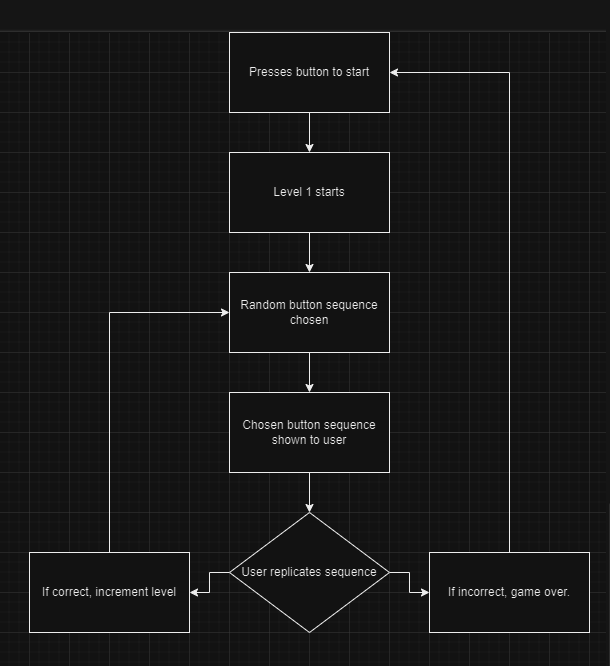 Presses button to start
Level 1 starts
Random button sequence
chosen
Chosen button sequence
shown to user
User replicates sequence
If correct, increment level
If incorrect, game over.